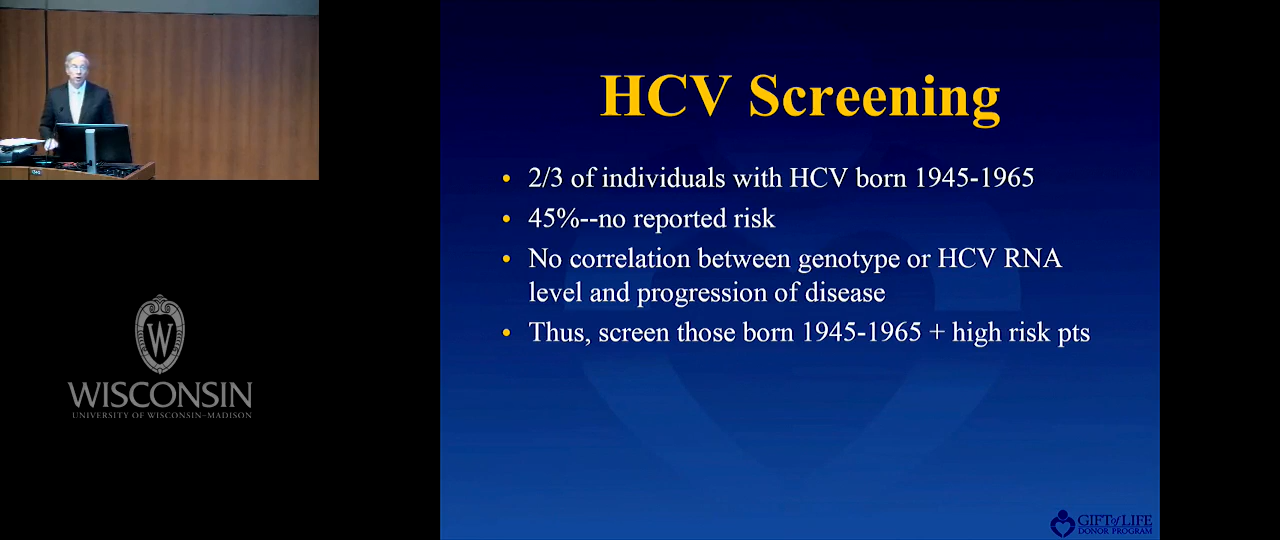 HCV Screening
• 2/3 of individuals with HCV born 1945-1965
• 45%--no reported risk
• No correlation between genotype or HCV RNA
level and progression of disease
• Thus, screen those born 1945-1965 + high risk pts
W
WISCONSIN
UNIVERSITY OF WISCONSIN–MADISON
GIFT of LIFE
DONOR PROGRAM